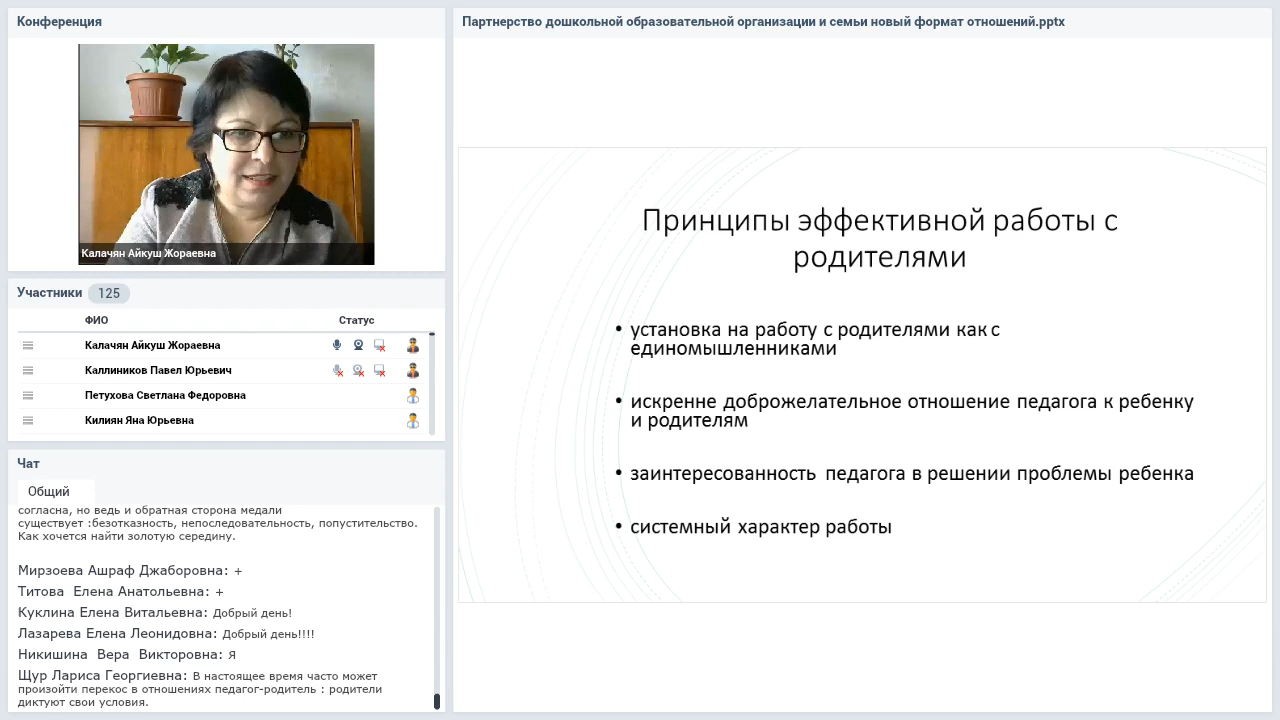 Конференция
Калачян Айкуш Жораевна
Участники 125
ФИО Статус
Калачян Айкуш Жораевна
Каллиников Павел Юрьевич
Петухова Светлана Федоровна
Килиян Яна Юрьевна
Чат
Общий
согласна, но ведь и обратная сторона медали
существует :безотказность, непоследовательность, попустительство.
Как хочется найти золотую середину.
Мирзоева Ашраф Джаборовна: +
Титова Елена Анатольевна: +
Куклина Елена Витальевна: Добрый день!
Лазарева Елена Леонидовна: Добрый день!!!!
Никишина Вера Викторовна: Я
Щур Лариса Георгиевна: В настоящее время часто может
произойти перекос в отношениях педагог-родитель : родители
диктуют свои условия.
Партнерство дошкольной образовательной организации и семьи новый формат отношений.pptx
Принципы эффективной работы с
родителями
• установка на работу с родителями как с
единомышленниками
• искренне доброжелательное отношение педагога к ребенку
и родителям
• заинтересованность педагога в решении проблемы ребенка
• системный характер работы